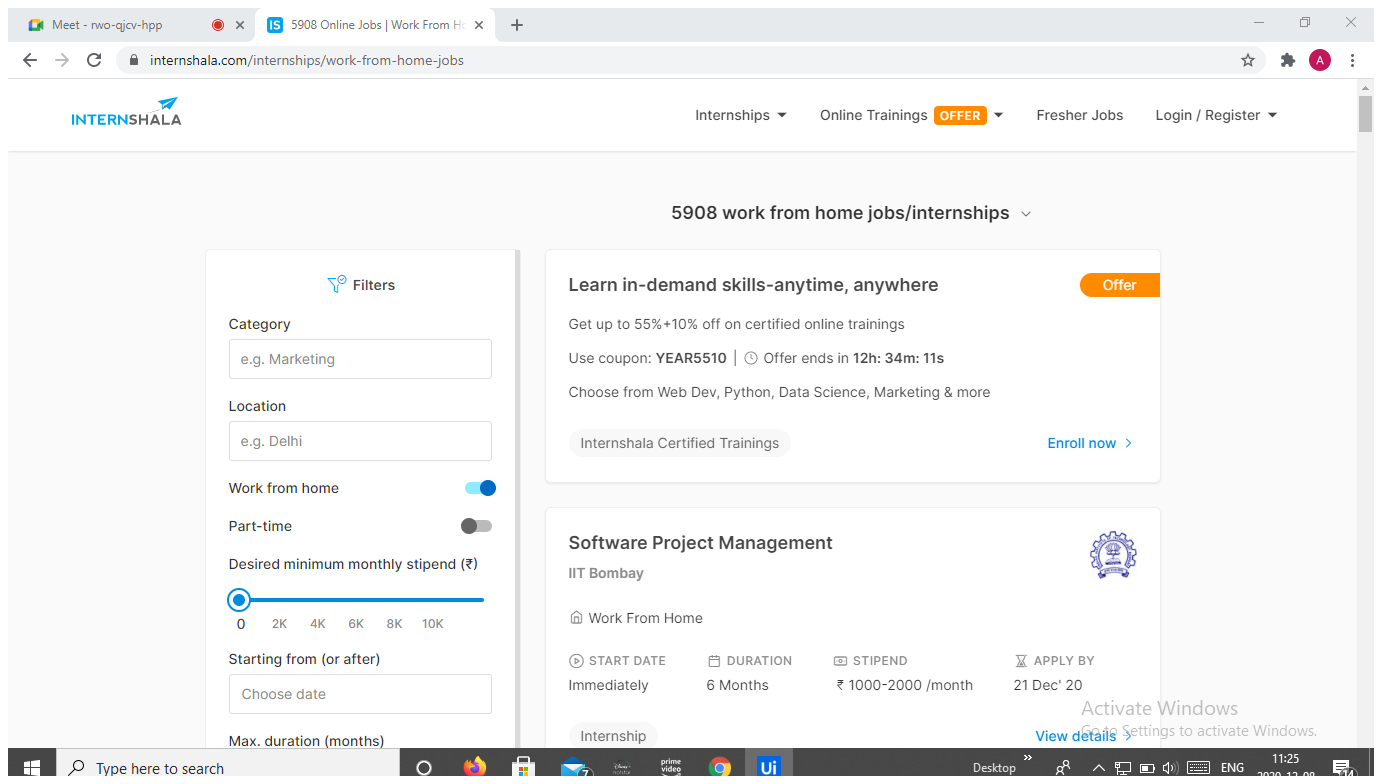 Meet - rwo-qjcv-hpp
IS 5908 Online Jobs | Work From Ho
internshala.com/internships/work-from-home-jobs
A
INTERNSHALA
Internships
Online Trainings OFFER
Fresher Jobs
Login / Register
5908 work from home jobs/internships
Filters
Category
e.g. Marketing
Location
e.g. Delhi
Work from home
Part-time
Desired minimum monthly stipend (₹)
0 2K 4K 6K 8K 10K
Starting from (or after)
Choose date
Max. duration (months)
Learn in-demand skills-anytime, anywhere
Offer
Get up to 55%+10% off on certified online trainings
Use coupon: YEAR5510 | Offer ends in 12h: 34m: 11s
Choose from Web Dev, Python, Data Science, Marketing & more
Internshala Certified Trainings
Enroll now
Software Project Management
IIT Bombay
Work From Home
START DATE DURATION STIPEND APPLY BY
Immediately 6 Months ₹ 1000-2000 /month 21 Dec' 20
Internship
View details
Activate Windows
Go to Settings to activate Windows.
Type here to search
7
prime video
Ui
Desktop
ENG
11:25
2020-12-08
14